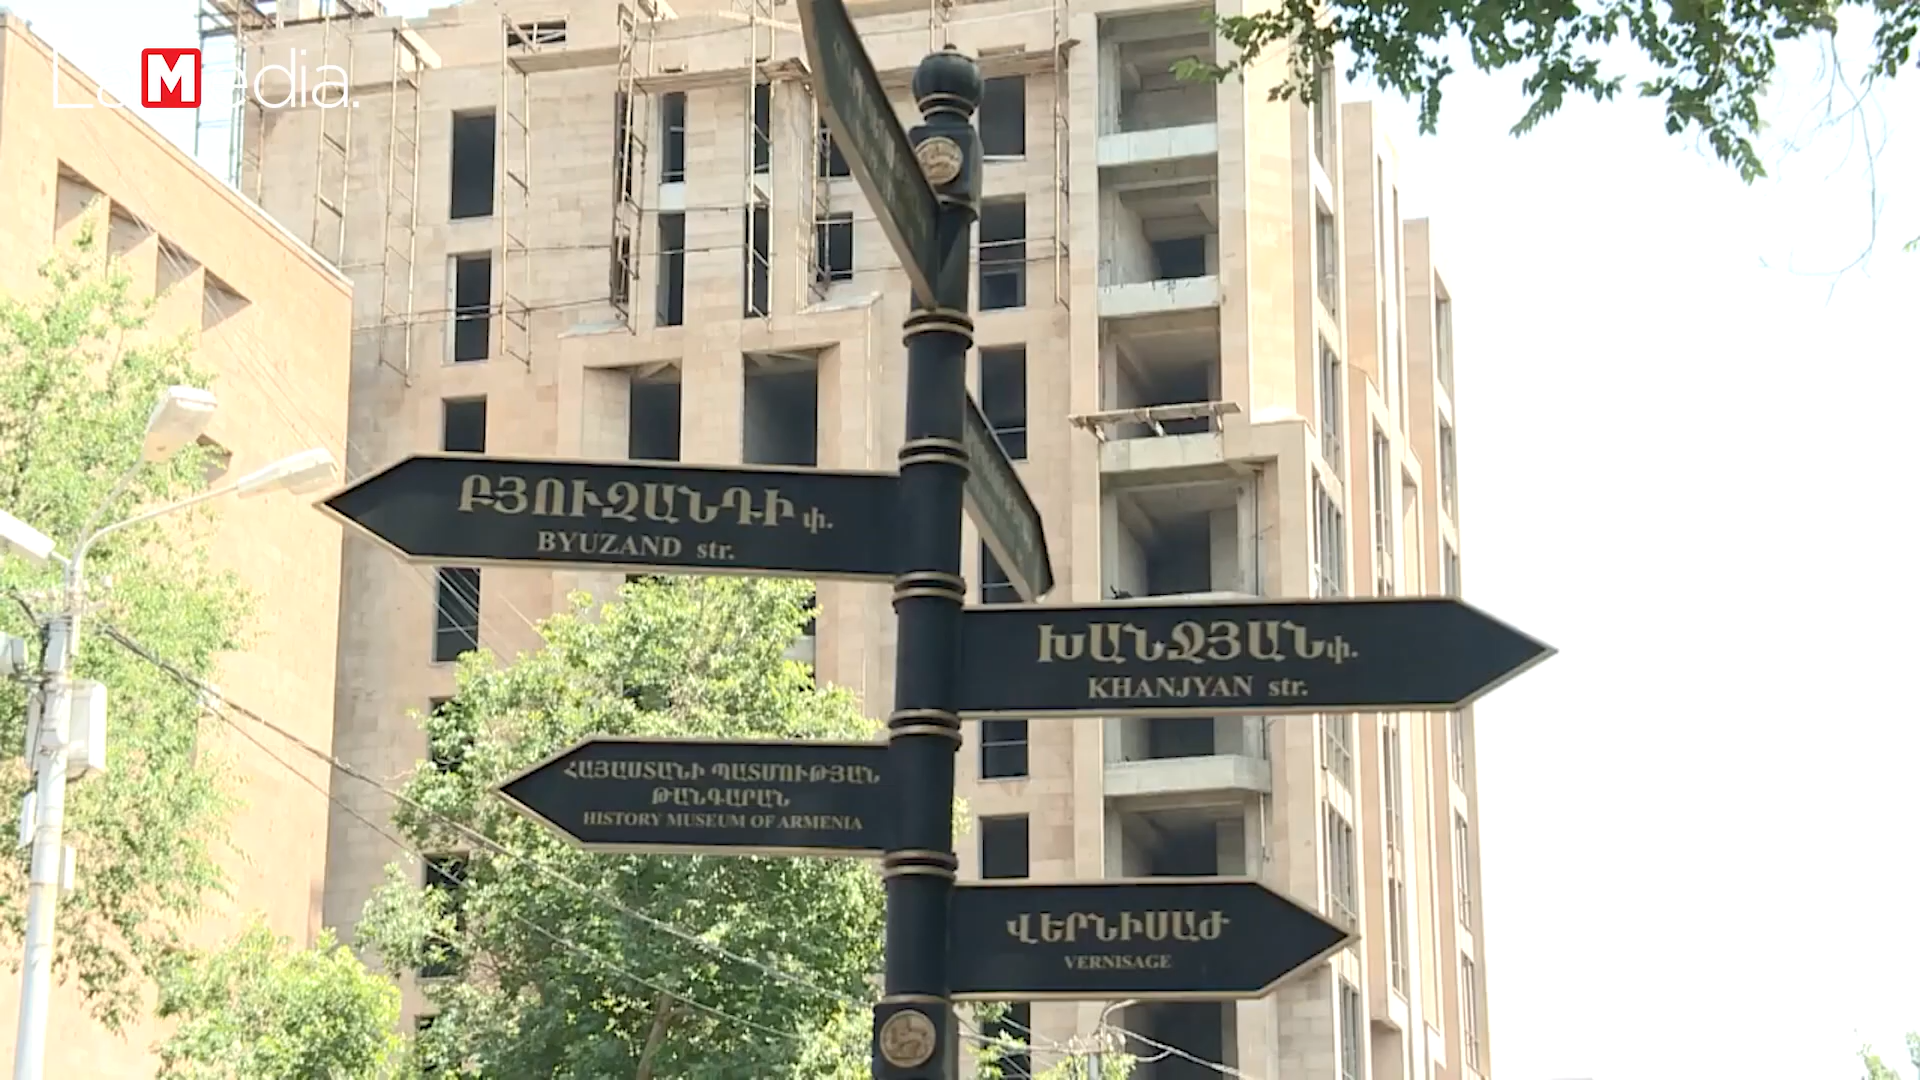 LaMedia.
ԲՅՈՒԶԱՆԴԻ փ.
BYUZAND str.
ԽԱՆՋՅԱՆ փ.
KHANJYAN str.
ՀԱՅԱՍՏԱՆԻ ՊԱՏՄՈՒԹՅԱՆ
ԹԱՆԳԱՐԱՆ
HISTORY MUSEUM OF ARMENIA
ՎԵՐՆԻՍԱԺ
VERNISAGE